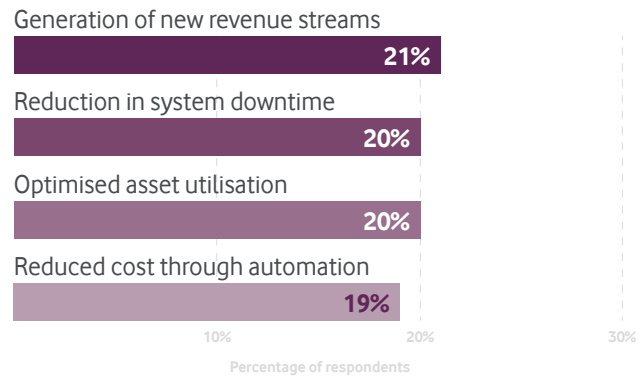 Generation of new revenue streams
21%
Reduction in system downtime
20%
Optimised asset utilisation
20%
Reduced cost through automation
19%
10% 20% 30%
Percentage of respondents